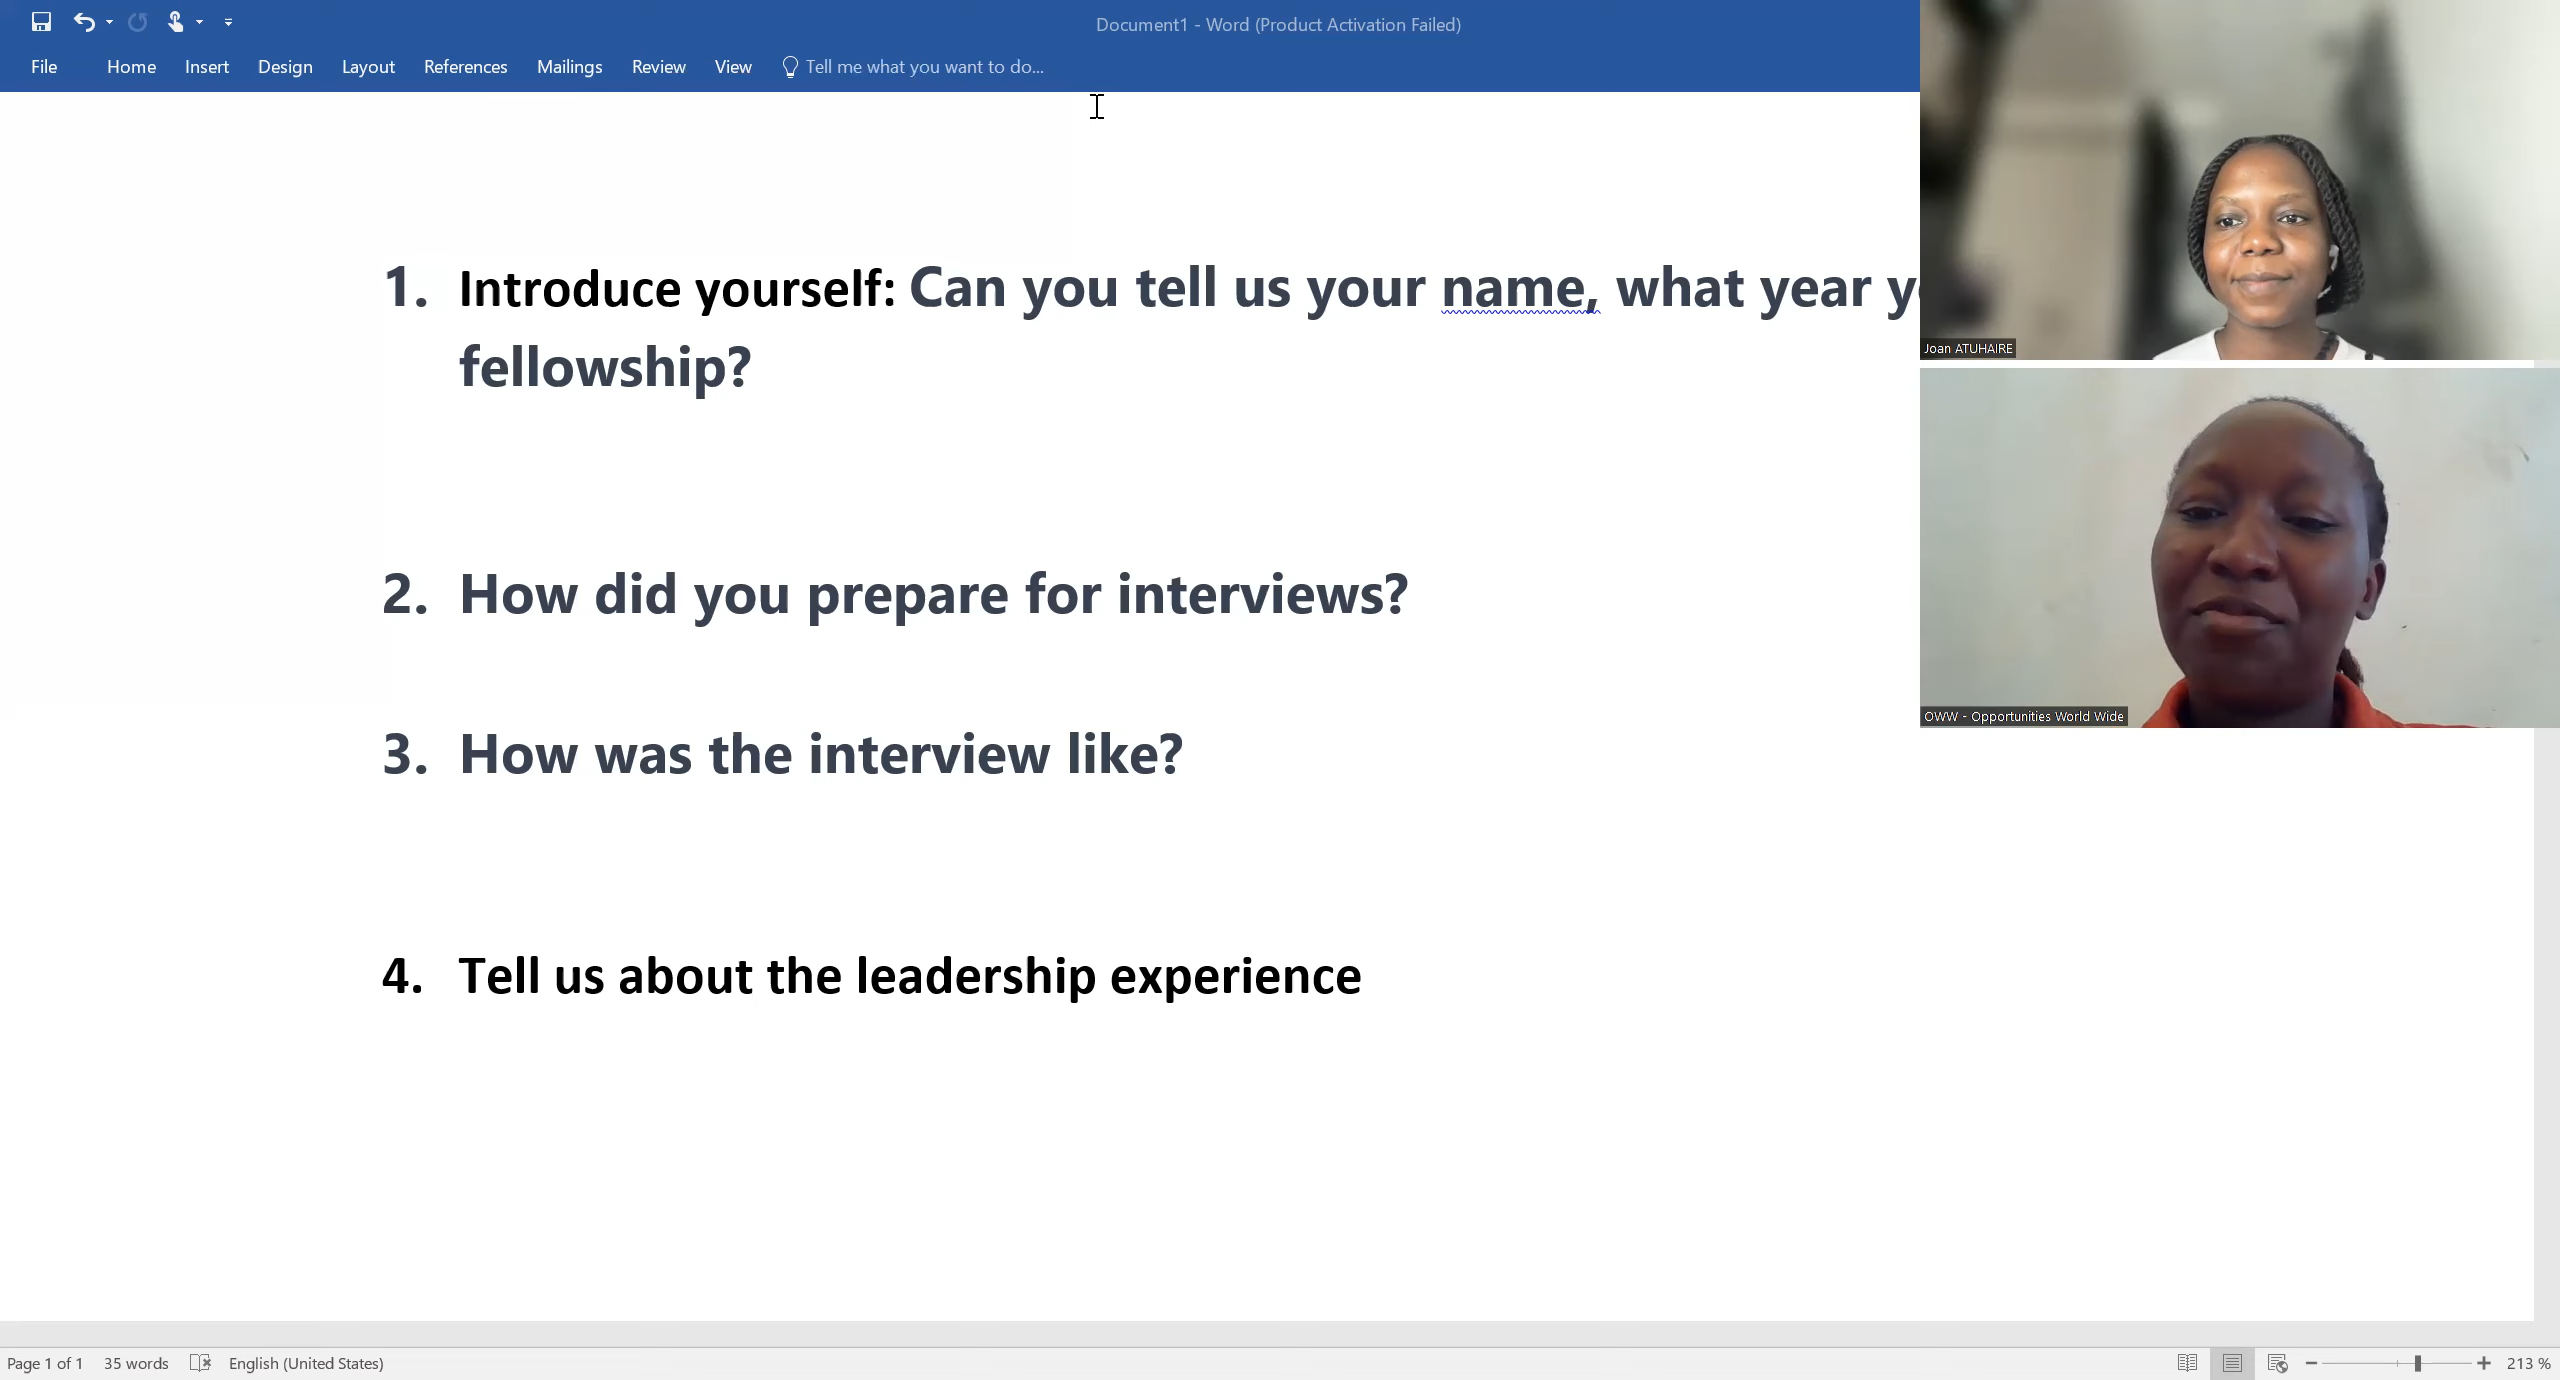 Document1 - Word (Product Activation Failed)
File Home Insert Design Layout References Mailings Review View Tell me what you want to do...
1. Introduce yourself: Can you tell us your name, what year
fellowship?
2. How did you prepare for interviews?
3. How was the interview like?
4. Tell us about the leadership experience
Joan ATUHAIRE
OWW - Opportunities World Wide
Page 1 of 1 35 words English (United States) 213 %